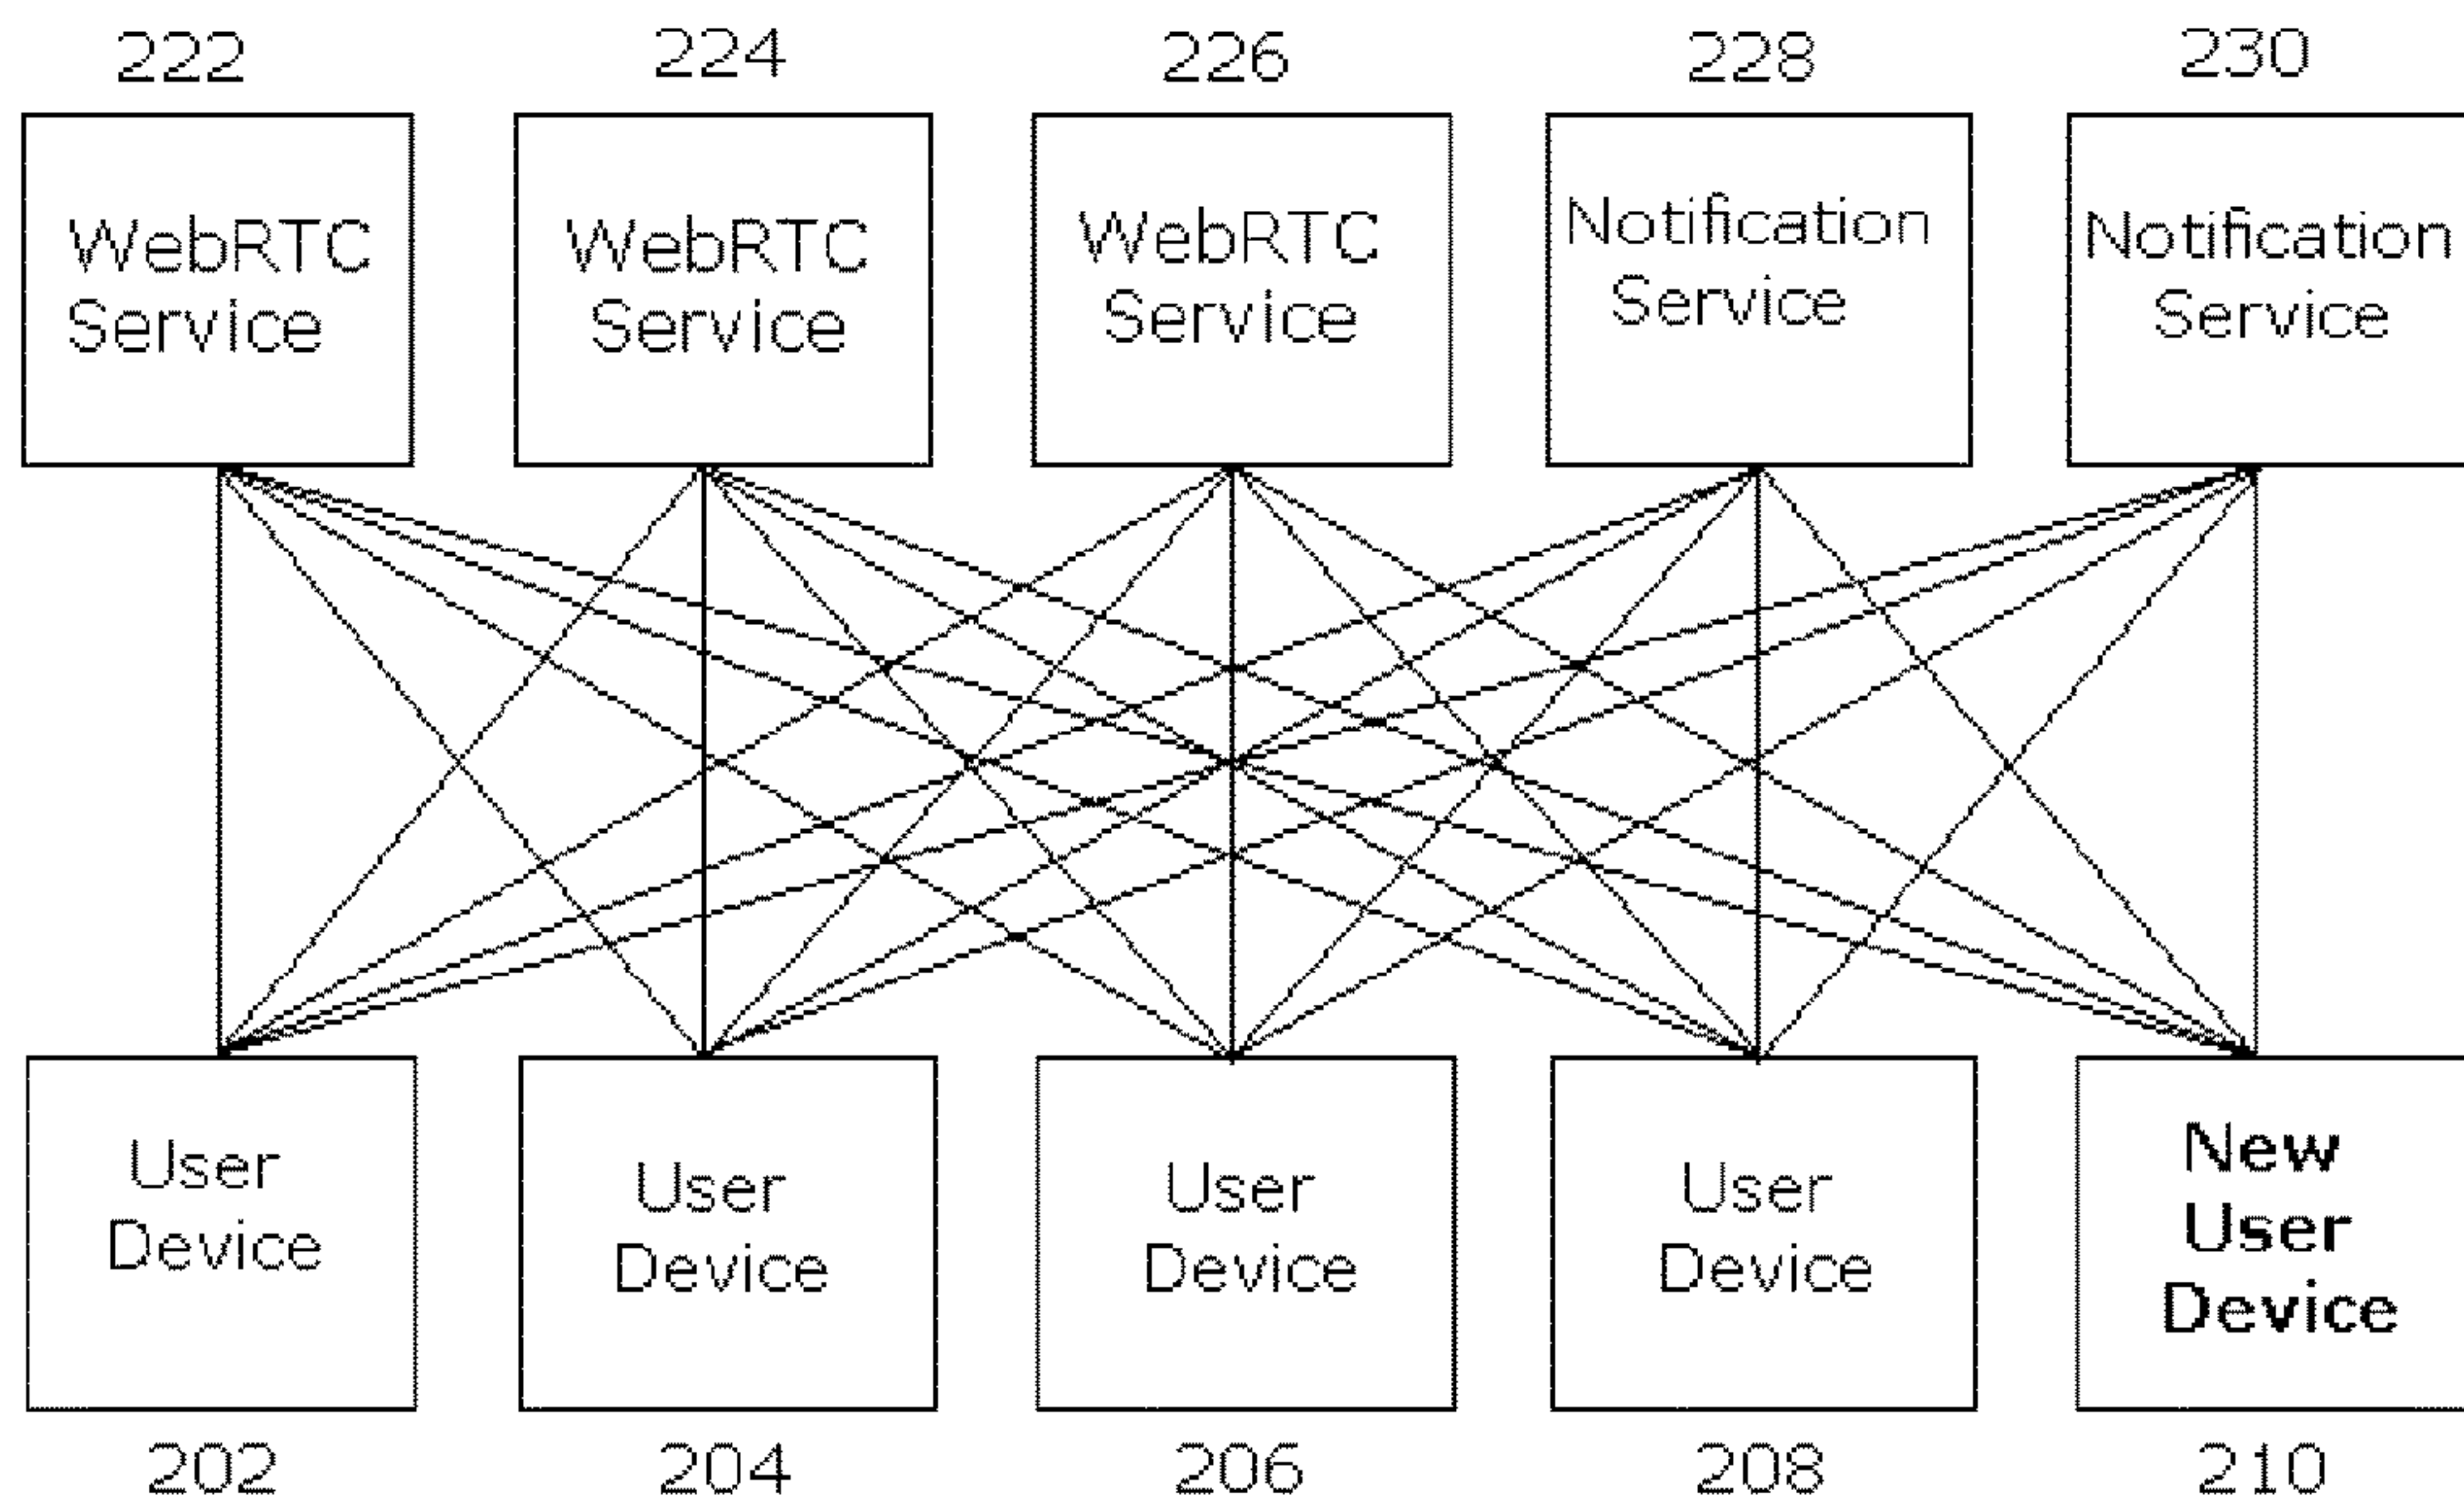 222
224
226
228
230
WebRTC
Service
WebRTC
Service
WebRTC
Service
Notification
Service
Notification
Service
User
Device
User
Device
User
Device
User
Device
New
User
Device
202
204
206
208
210